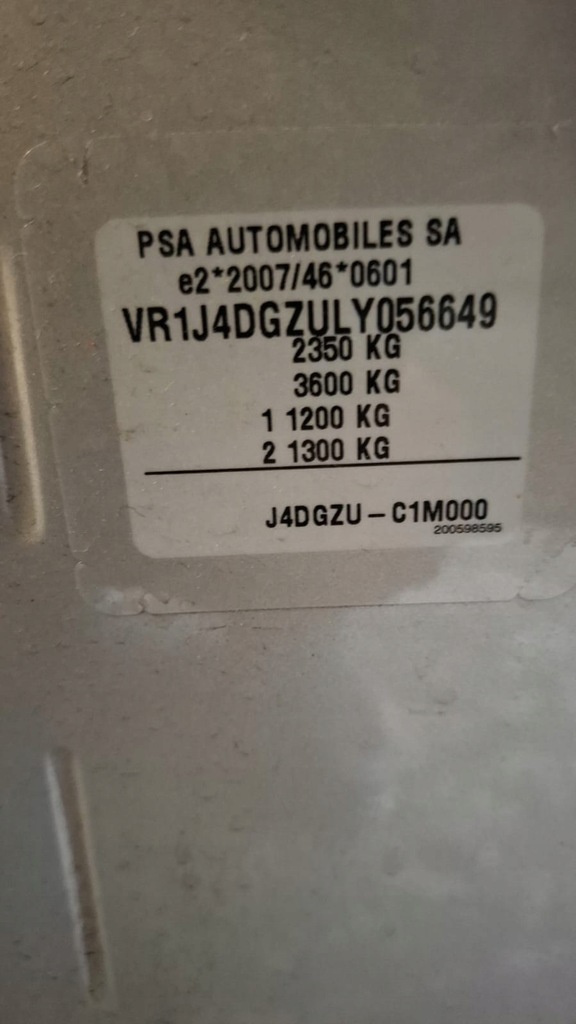 PSA AUTOMOBILES SA
e2*2007/46*0601
VR1J4DGZULY056649
2350 KG
3600 KG
1 1200 KG
2 1300 KG
J4DGZU - C1M000
200598595